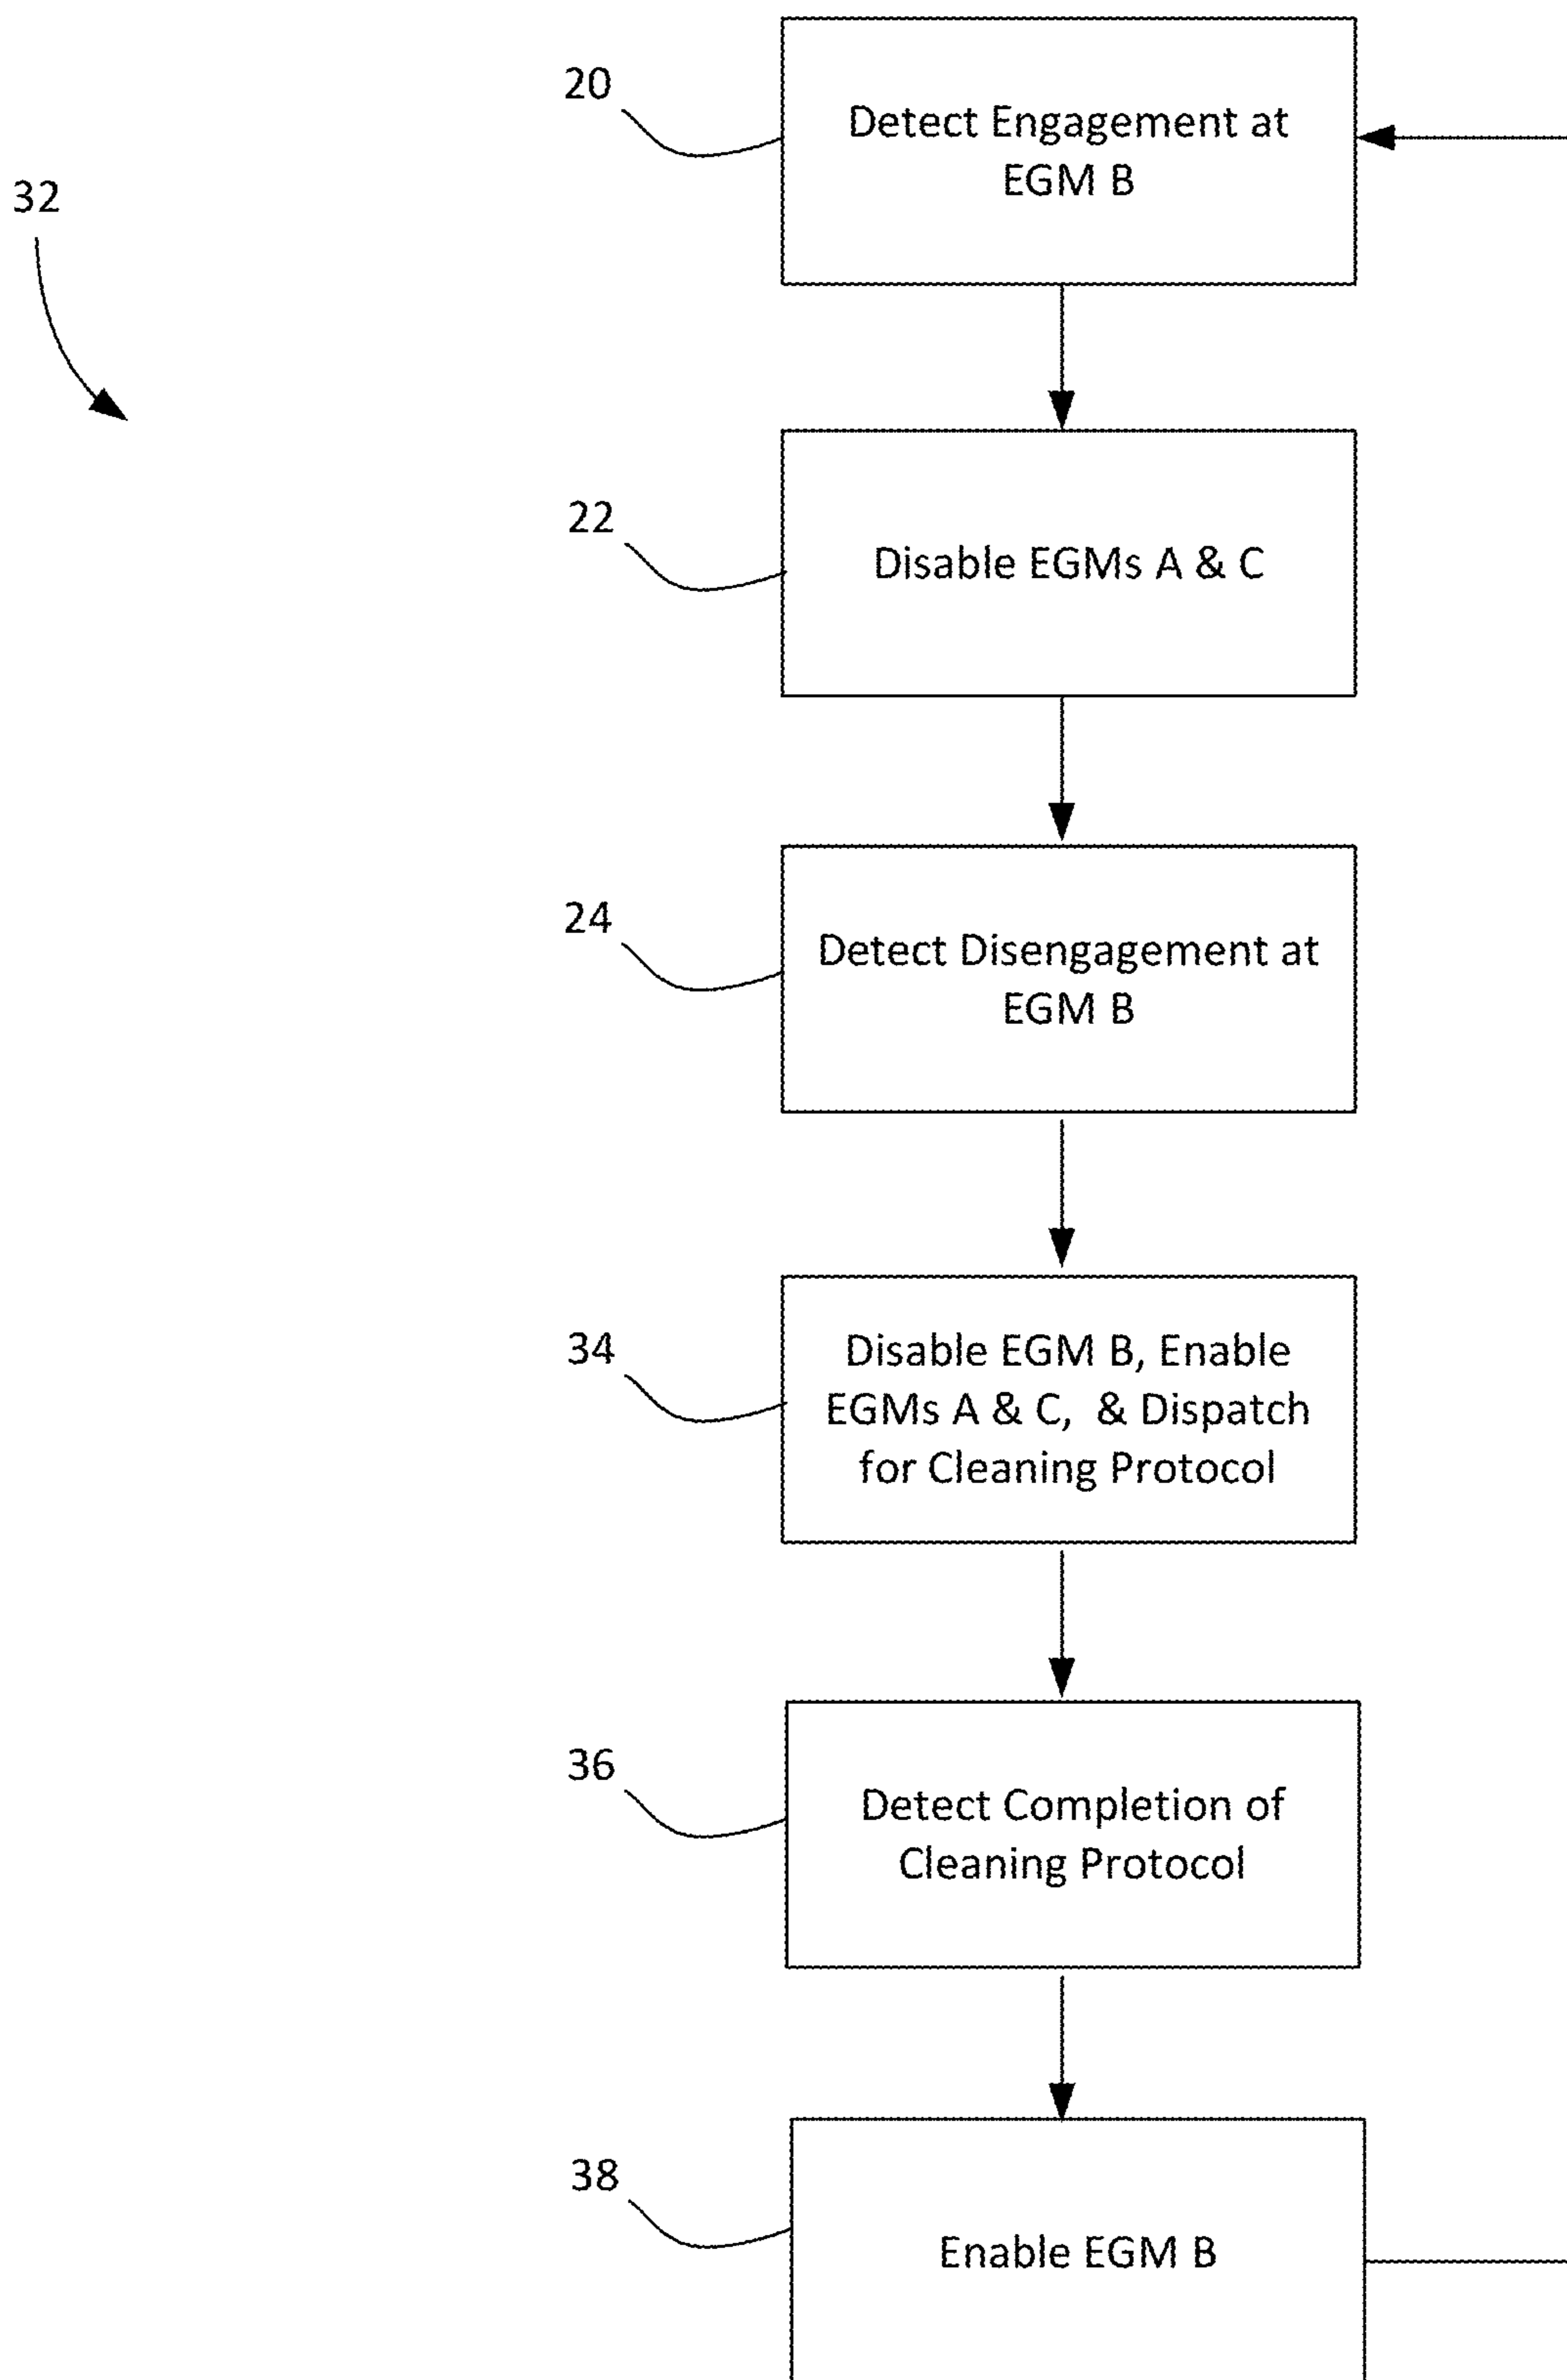 20
Detect Engagement at
EGM B
32
22
Disable EGMs A & C
24
Detect Disengagement at
EGM B
34
Disable EGM B, Enable
EGMs A & C, & Dispatch
for Cleaning Protocol
36
Detect Completion of
Cleaning Protocol
38
Enable EGM B